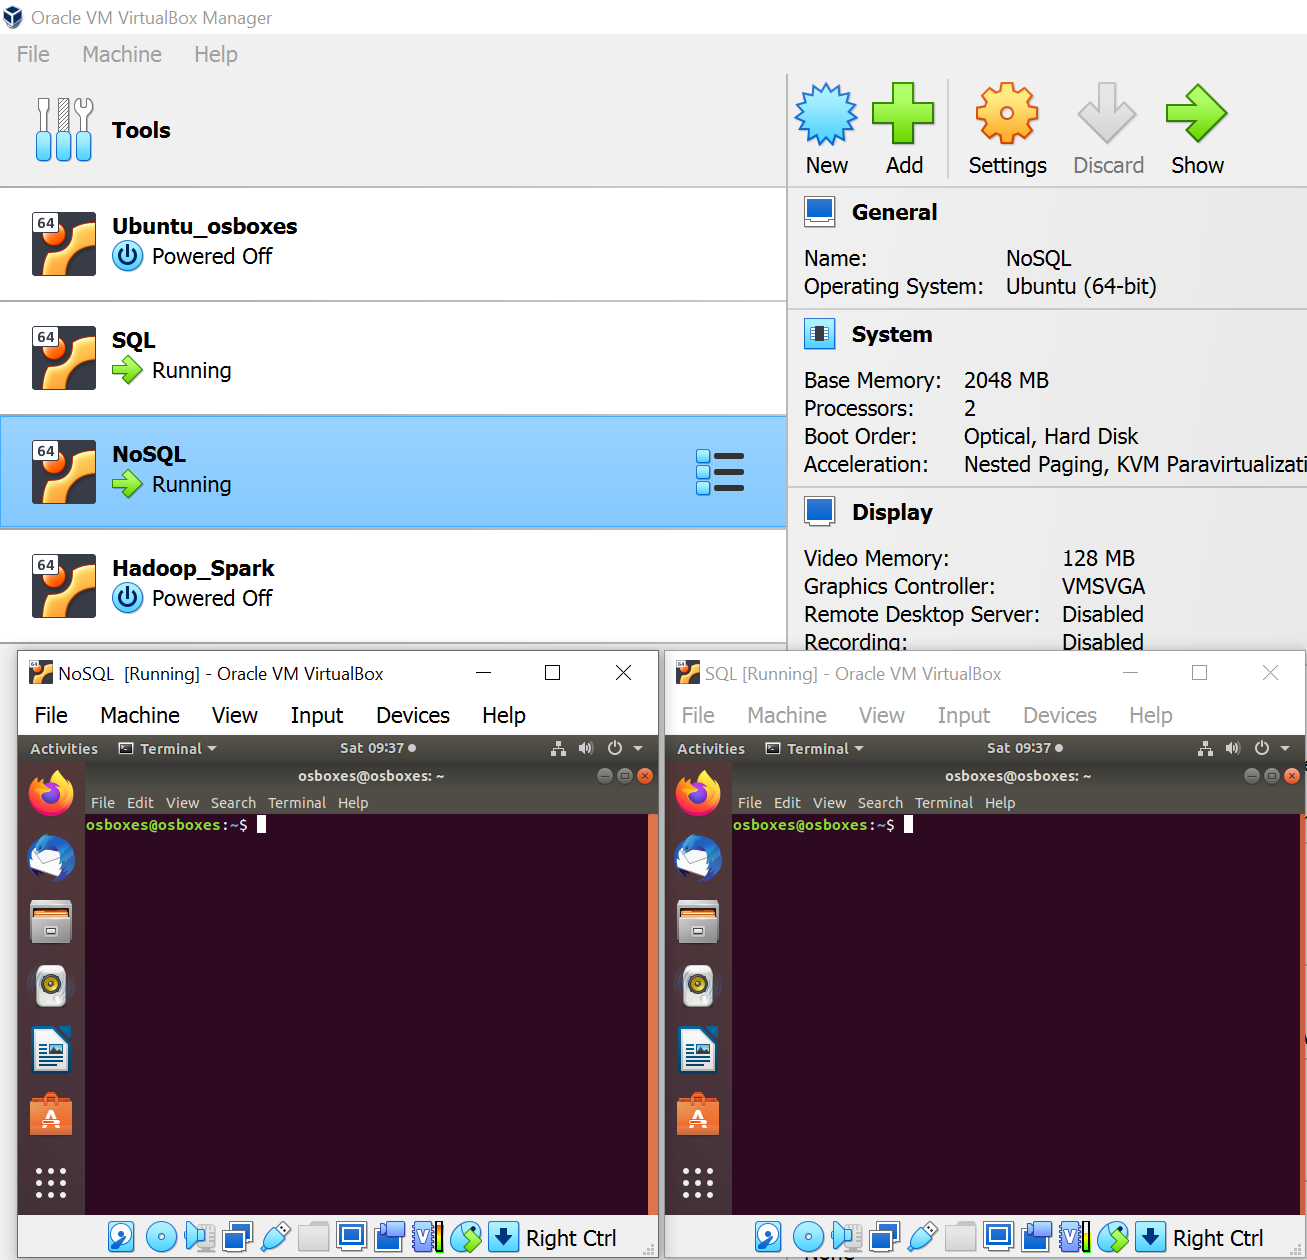 Oracle VM VirtualBox Manager
File Machine Help
Tools
New Add Settings Discard Show
64 Ubuntu_osboxes
Powered Off
64 SQL
Running
64 NoSQL
Running
64 Hadoop_Spark
Powered Off
General
Name: NoSQL
Operating System: Ubuntu (64-bit)
System
Base Memory: 2048 MB
Processors: 2
Boot Order: Optical, Hard Disk
Acceleration: Nested Paging, KVM Paravirtualizati
Display
Video Memory: 128 MB
Graphics Controller: VMSVGA
Remote Desktop Server: Disabled
Recording: Disabled
NoSQL [Running] - Oracle VM VirtualBox
File Machine View Input Devices Help
Activities Terminal Sat 09:37
osboxes@osboxes: ~
File Edit View Search Terminal Help
osboxes@osboxes:~$
Right Ctrl
SQL [Running] - Oracle VM VirtualBox
File Machine View Input Devices Help
Activities Terminal Sat 09:37
osboxes@osboxes: ~
File Edit View Search Terminal Help
osboxes@osboxes:~$
Right Ctrl